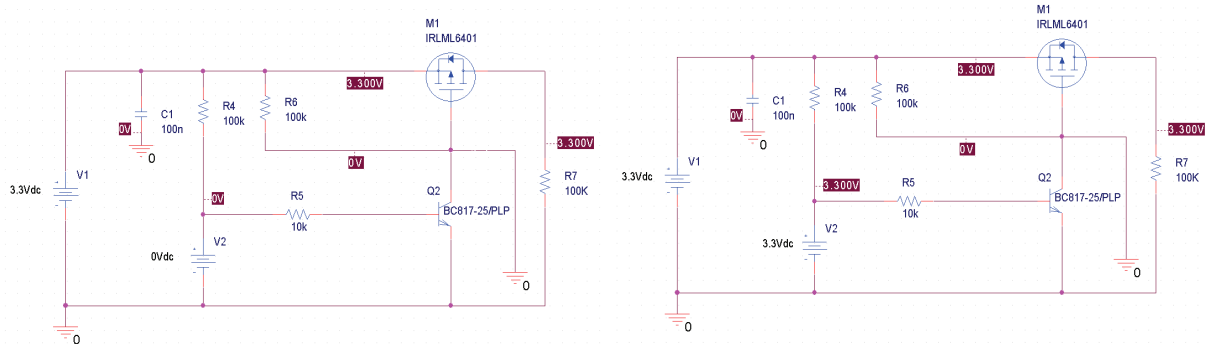 M1
IRLML6401
3.300V
R4
100k
R6
100k
C1
100n
0V
0
0V
3.300V
R7
100K
V1
3.3Vdc
0V
R5
10k
Q2
BC817-25/PLP
V2
0Vdc
0
0
M1
IRLML6401
3.300V
R4
100k
R6
100k
C1
100n
0V
0
0V
3.300V
R7
100K
V1
3.3Vdc
3.300V
R5
10k
Q2
BC817-25/PLP
V2
3.3Vdc
0
0